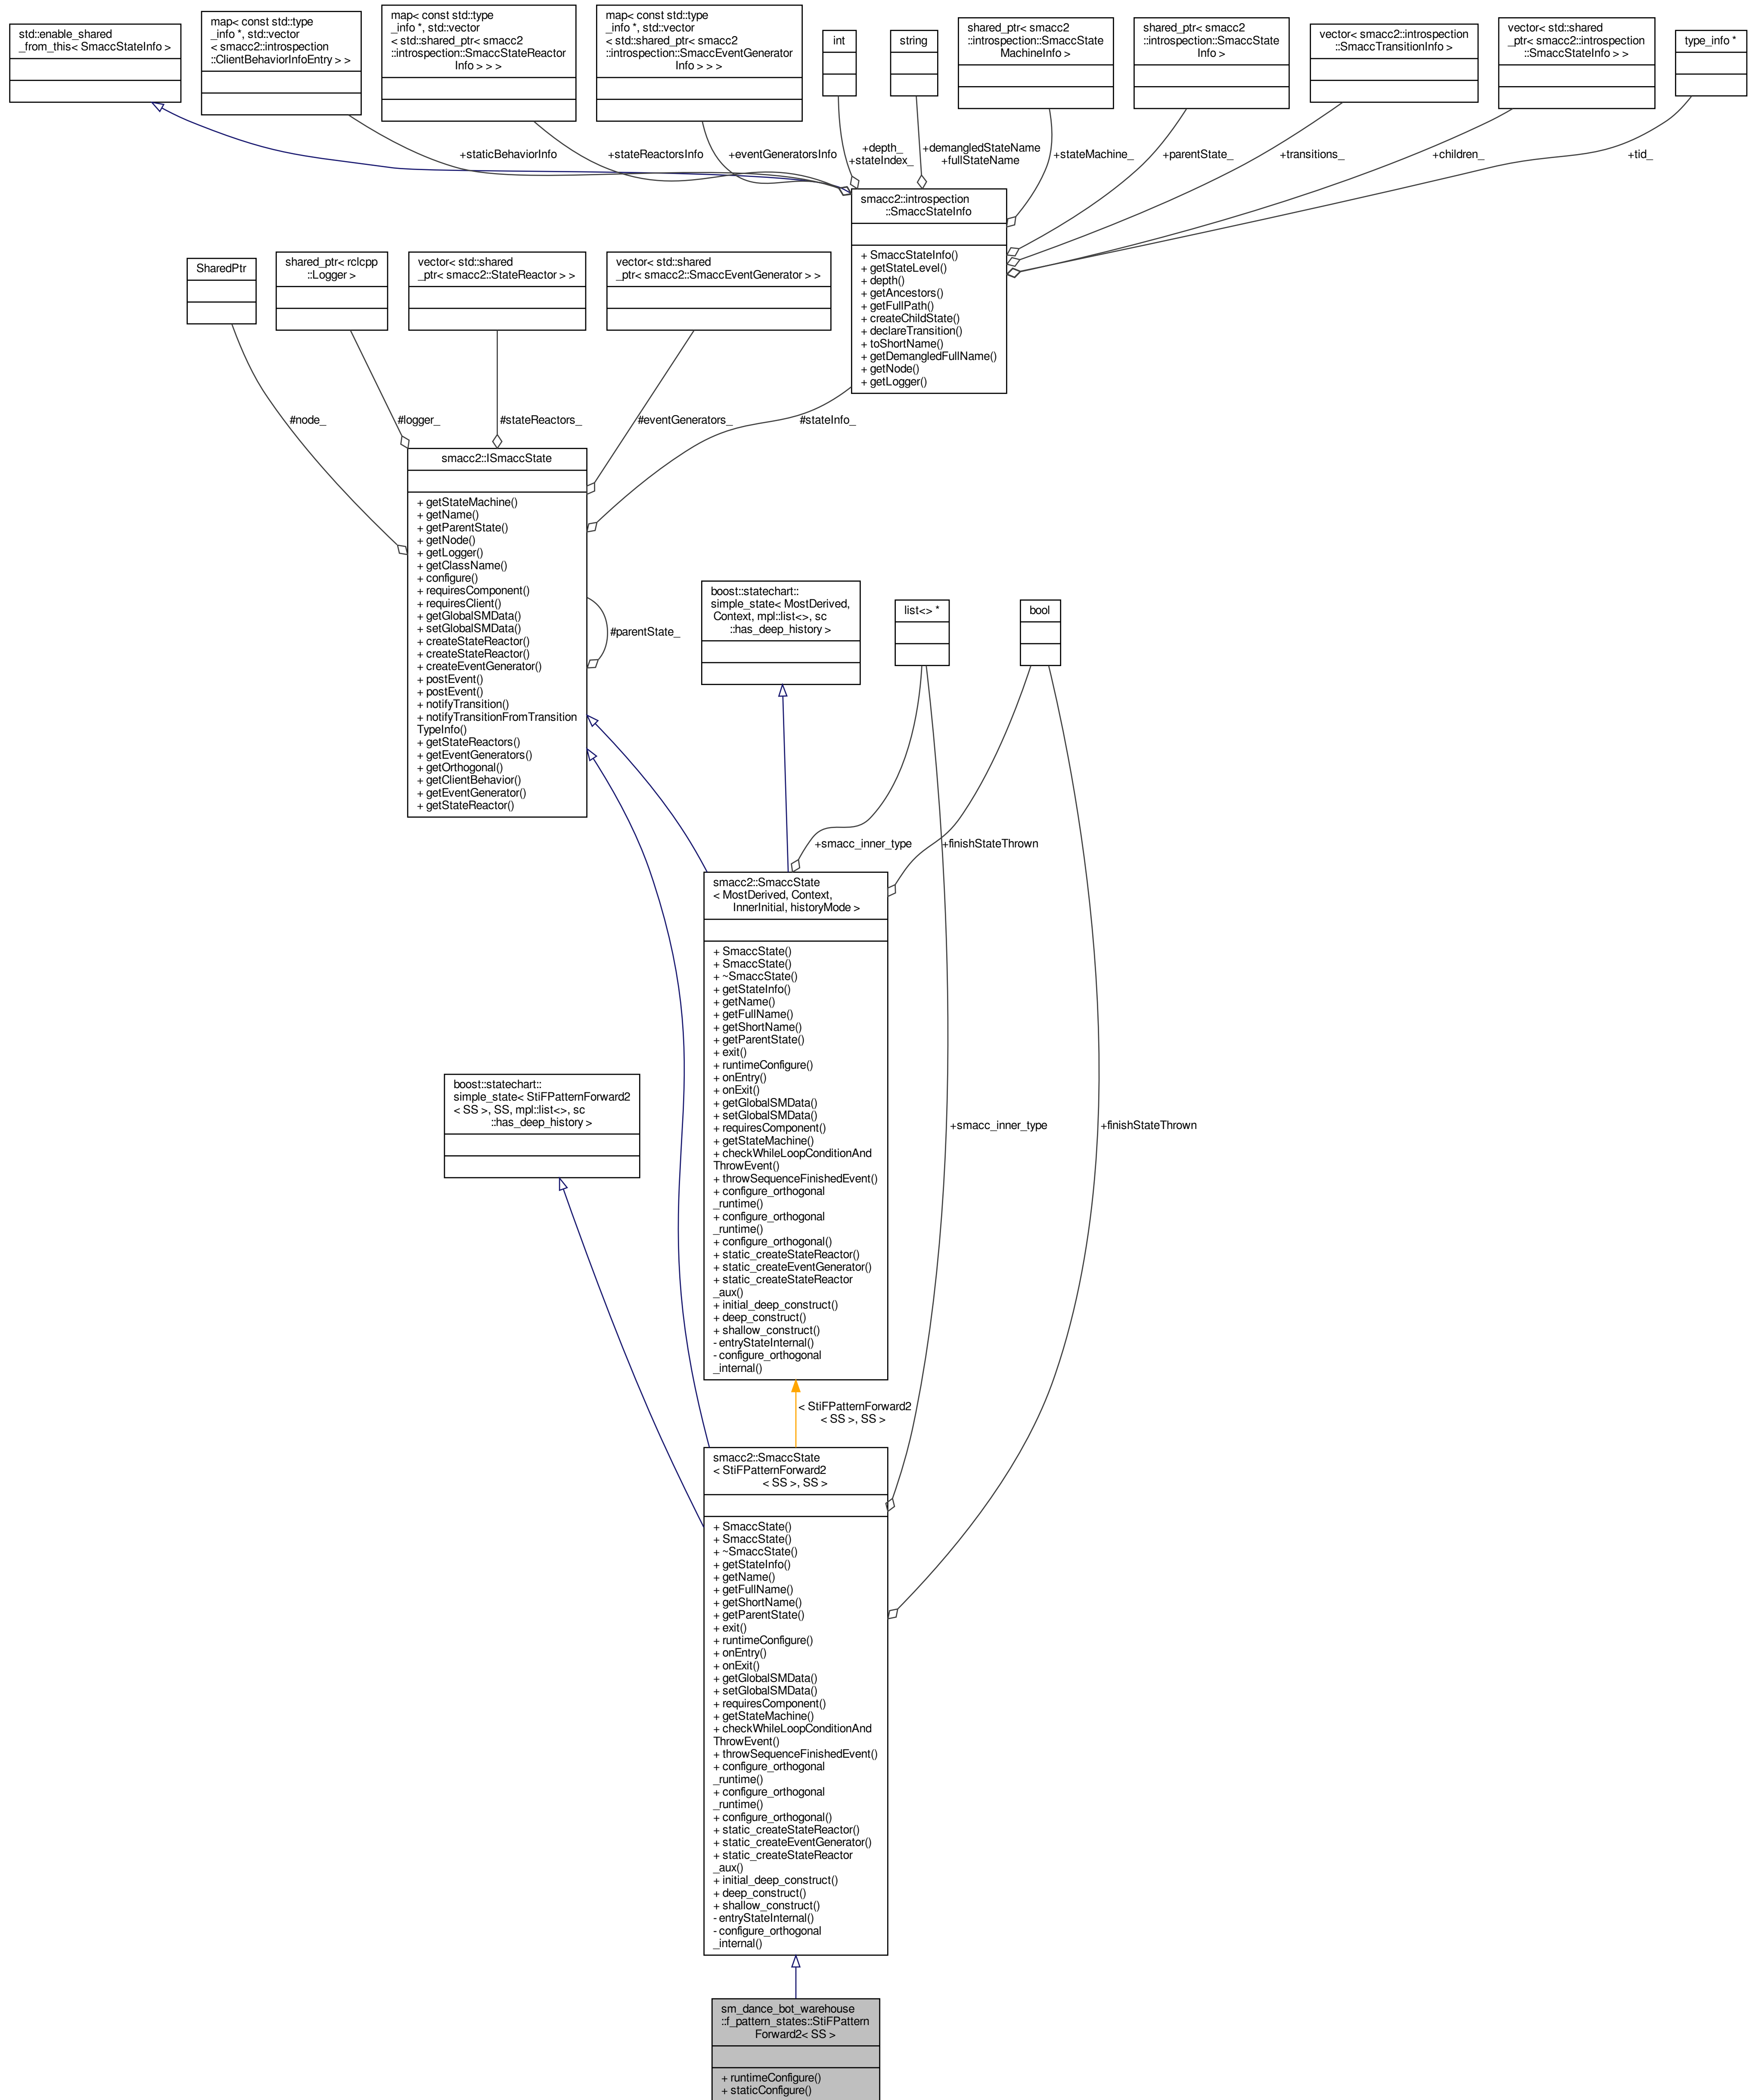 std::enable_shared
_from_this< SmaccStateInfo >
map< const std::type
_info *, std::vector
< smacc2::introspection
::ClientBehaviorInfoEntry > >
map< const std::type
_info *, std::vector
< std::shared_ptr< smacc2
::introspection::SmaccStateReactor
Info > > >
map< const std::type
_info *, std::vector
< std::shared_ptr< smacc2
::introspection::SmaccEventGenerator
Info > > >
int
string
shared_ptr< smacc2
::introspection::SmaccState
MachineInfo >
shared_ptr< smacc2
::introspection::SmaccState
Info >
vector< smacc2::introspection
::SmaccTransitionInfo >
vector< std::shared
_ptr< smacc2::introspection
::SmaccStateInfo > >
type_info *
+staticBehaviorInfo
+stateReactorsInfo
+eventGeneratorsInfo
+depth_
+stateIndex_
+demangledStateName
+fullStateName
+stateMachine_
+parentState_
+transitions_
+children_
+tid_
smacc2::introspection
::SmaccStateInfo
+ SmaccStateInfo()
+ getStateLevel()
+ depth()
+ getAncestors()
+ getFullPath()
+ createChildState()
+ declareTransition()
+ toShortName()
+ getDemangledFullName()
+ getNode()
+ getLogger()
SharedPtr
shared_ptr< rclcpp
::Logger >
vector< std::shared
_ptr< smacc2::StateReactor > >
vector< std::shared
_ptr< smacc2::SmaccEventGenerator > >
#node_
#logger_
#stateReactors_
#eventGenerators_
#stateInfo_
smacc2::ISmaccState
+ getStateMachine()
+ getName()
+ getParentState()
+ getNode()
+ getLogger()
+ getClassName()
+ configure()
+ requiresComponent()
+ requiresClient()
+ getGlobalSMData()
+ setGlobalSMData()
+ createStateReactor()
+ createStateReactor()
+ createEventGenerator()
+ postEvent()
+ postEvent()
+ notifyTransition()
+ notifyTransitionFromTransition
TypeInfo()
+ getStateReactors()
+ getEventGenerators()
+ getOrthogonal()
+ getClientBehavior()
+ getEventGenerator()
+ getStateReactor()
#parentState_
boost::statechart::
simple_state< MostDerived,
Context, mpl::list<>, sc
::has_deep_history >
list<> *
bool
+smacc_inner_type
+finishStateThrown
smacc2::SmaccState
< MostDerived, Context,
InnerInitial, historyMode >
+ SmaccState()
+ SmaccState()
+ ~SmaccState()
+ getStateInfo()
+ getName()
+ getFullName()
+ getShortName()
+ getParentState()
+ exit()
+ runtimeConfigure()
+ onEntry()
+ onExit()
+ getGlobalSMData()
+ setGlobalSMData()
+ requiresComponent()
+ getStateMachine()
+ checkWhileLoopConditionAnd
ThrowEvent()
+ throwSequenceFinishedEvent()
+ configure_orthogonal
_runtime()
+ configure_orthogonal
_runtime()
+ configure_orthogonal()
+ static_createStateReactor()
+ static_createEventGenerator()
+ static_createStateReactor
_aux()
+ initial_deep_construct()
+ deep_construct()
+ shallow_construct()
- entryStateInternal()
- configure_orthogonal
_internal()
boost::statechart::
simple_state< StiFPatternForward2
< SS >, SS, mpl::list<>, sc
::has_deep_history >
+smacc_inner_type
+finishStateThrown
< StiFPatternForward2
< SS >, SS >
smacc2::SmaccState
< StiFPatternForward2
< SS >, SS >
+ SmaccState()
+ SmaccState()
+ ~SmaccState()
+ getStateInfo()
+ getName()
+ getFullName()
+ getShortName()
+ getParentState()
+ exit()
+ runtimeConfigure()
+ onEntry()
+ onExit()
+ getGlobalSMData()
+ setGlobalSMData()
+ requiresComponent()
+ getStateMachine()
+ checkWhileLoopConditionAnd
ThrowEvent()
+ throwSequenceFinishedEvent()
+ configure_orthogonal
_runtime()
+ configure_orthogonal
_runtime()
+ configure_orthogonal()
+ static_createStateReactor()
+ static_createEventGenerator()
+ static_createStateReactor
_aux()
+ initial_deep_construct()
+ deep_construct()
+ shallow_construct()
- entryStateInternal()
- configure_orthogonal
_internal()
sm_dance_bot_warehouse
::f_pattern_states::StiFPattern
Forward2< SS >
+ runtimeConfigure()
+ staticConfigure()